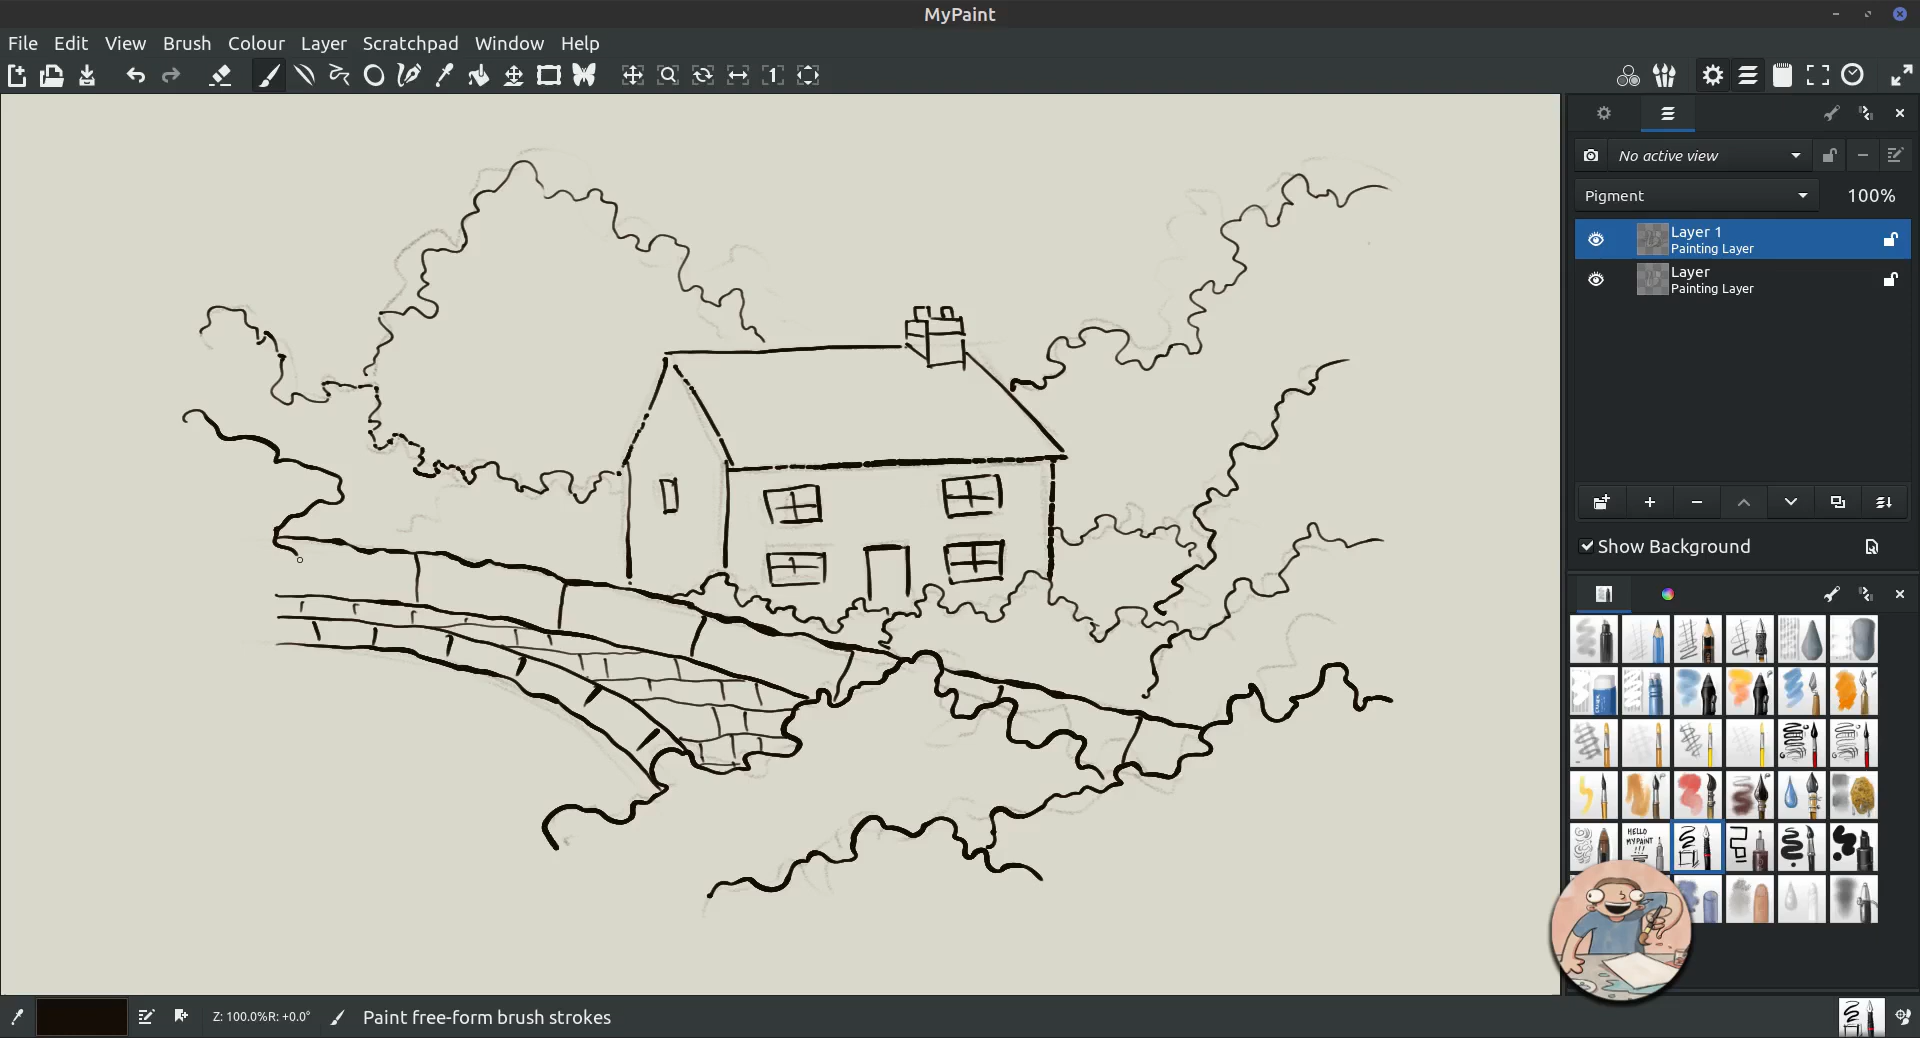 MyPaint
File Edit View Brush Colour Layer Scratchpad Window Help
1
No active view
Pigment 100%
Layer 1
Painting Layer
Layer
Painting Layer
Show Background
HELLO
MYPAINT
!!!
Z: 100.0%R: +0.0° Paint free-form brush strokes